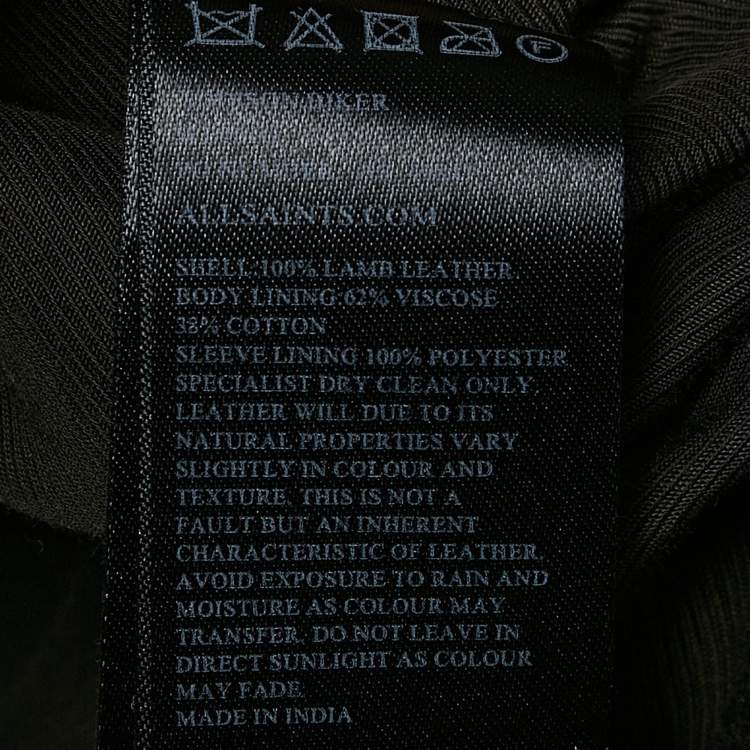 F
BIKER
ALLSAINTS.COM
SHELL 100% LAMB LEATHER.
BODY LINING 62% VISCOSE
38% COTTON
SLEEVE LINING 100% POLYESTER
SPECIALIST DRY CLEAN ONLY.
LEATHER WILL DUE TO ITS
NATURAL PROPERTIES VARY
SLIGHTLY IN COLOUR AND
TEXTURE. THIS IS NOT A
FAULT BUT AN INHERENT
CHARACTERISTIC OF LEATHER.
AVOID EXPOSURE TO RAIN AND
MOISTURE AS COLOUR MAY
TRANSFER. DO NOT LEAVE IN
DIRECT SUNLIGHT AS COLOUR
MAY FADE
MADE IN INDIA